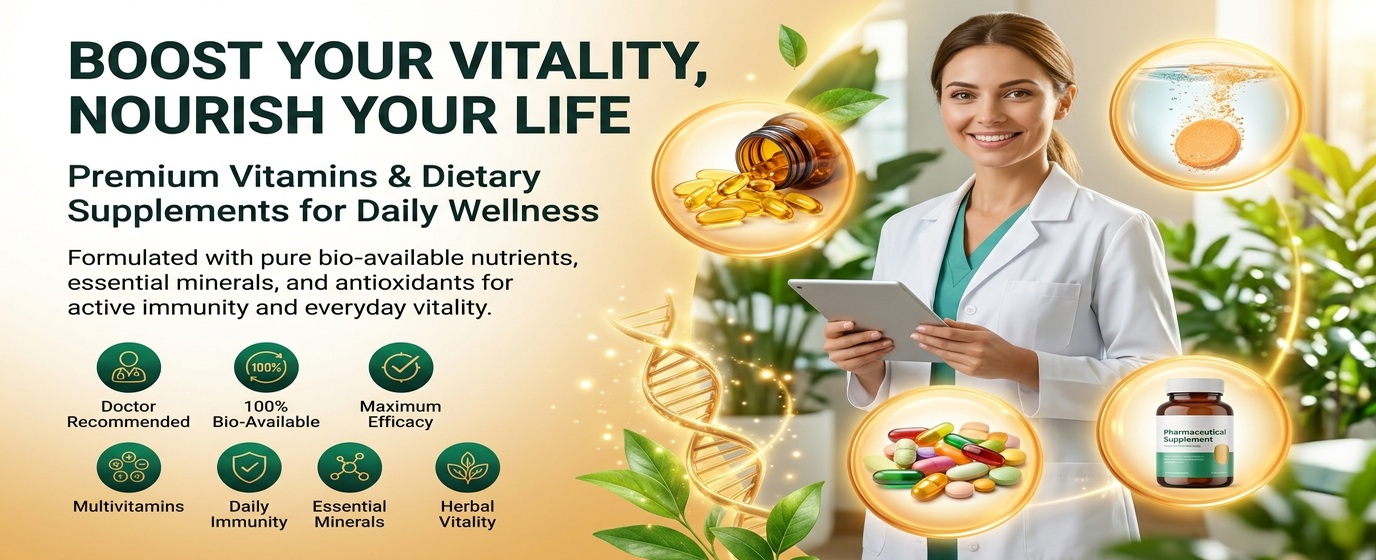 BOOST YOUR VITALITY,
NOURISH YOUR LIFE
Premium Vitamins & Dietary
Supplements for Daily Wellness
Formulated with pure bio-available nutrients,
essential minerals, and antioxidants for
active immunity and everyday vitality.
100%
Doctor
Recommended
100%
Bio-Available
Maximum
Efficacy
Multivitamins
Daily
Immunity
Essential
Minerals
Herbal
Vitality
Pharmaceutical
Supplement